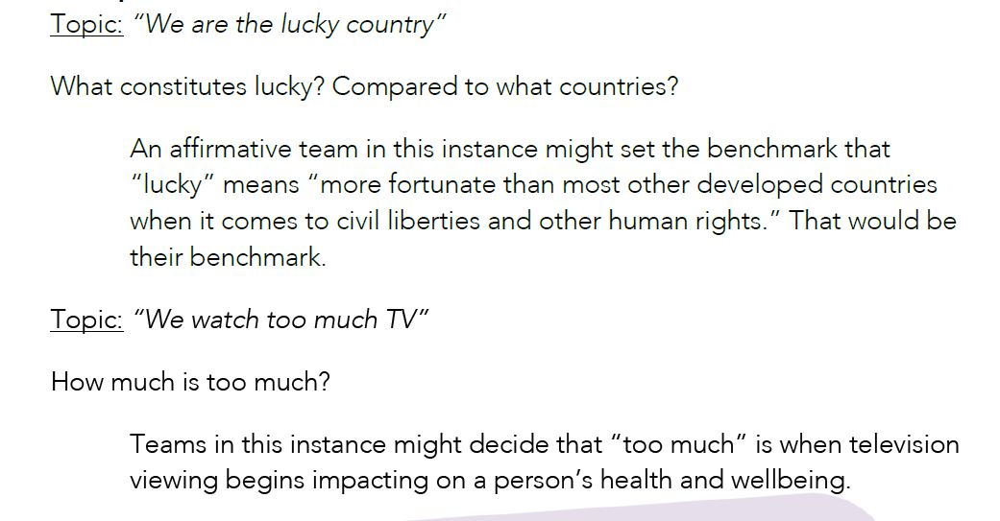 Topic: “We are the lucky country”
What constitutes lucky? Compared to what countries?
An affirmative team in this instance might set the benchmark that
“lucky” means “more fortunate than most other developed countries
when it comes to civil liberties and other human rights.” That would be
their benchmark.
Topic: “We watch too much TV”
How much is too much?
Teams in this instance might decide that “too much” is when television
viewing begins impacting on a person’s health and wellbeing.